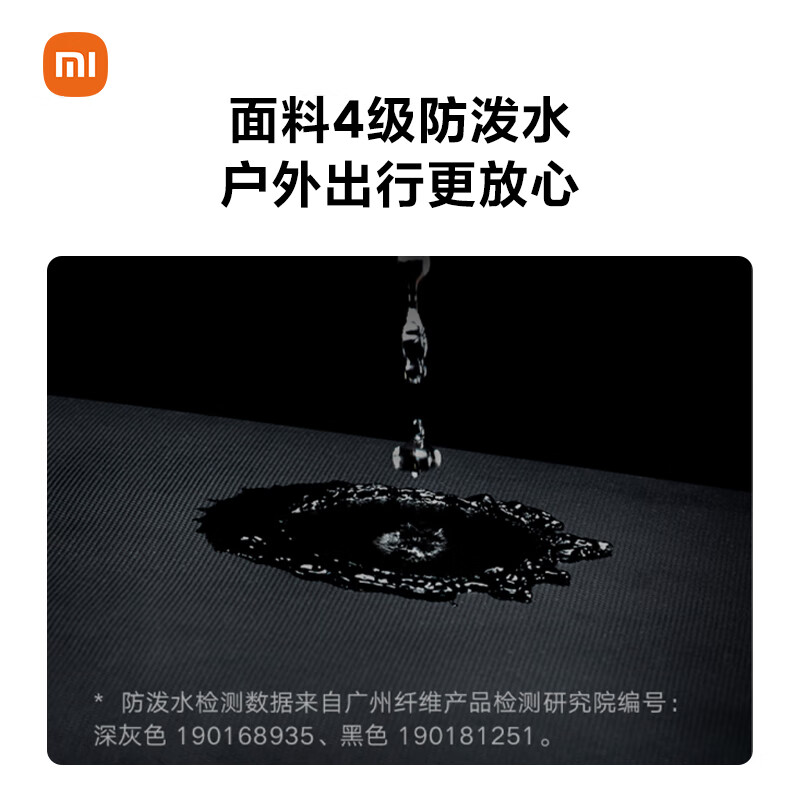 mi
面料4级防泼水
户外出行更放心
* 防泼水检测数据来自广州纤维产品检测研究院编号：
深灰色 190168935、黑色 190181251。